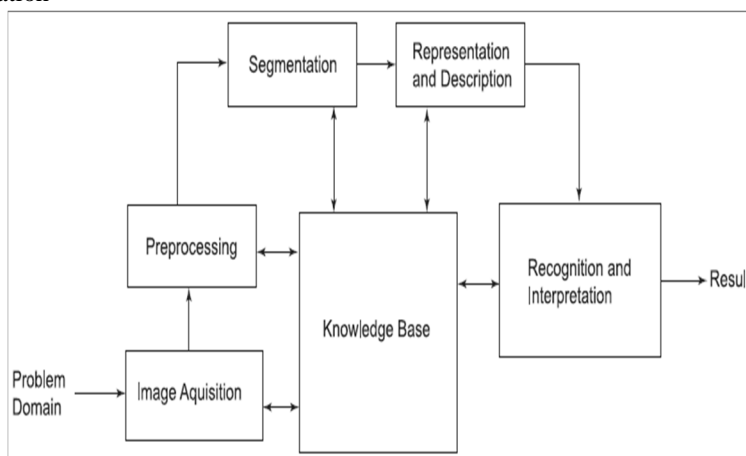 Segmentation
Representation
and Description
Preprocessing
Knowledge Base
Recognition and
Interpretation
Resul
Problem
Domain
Image Aquisition